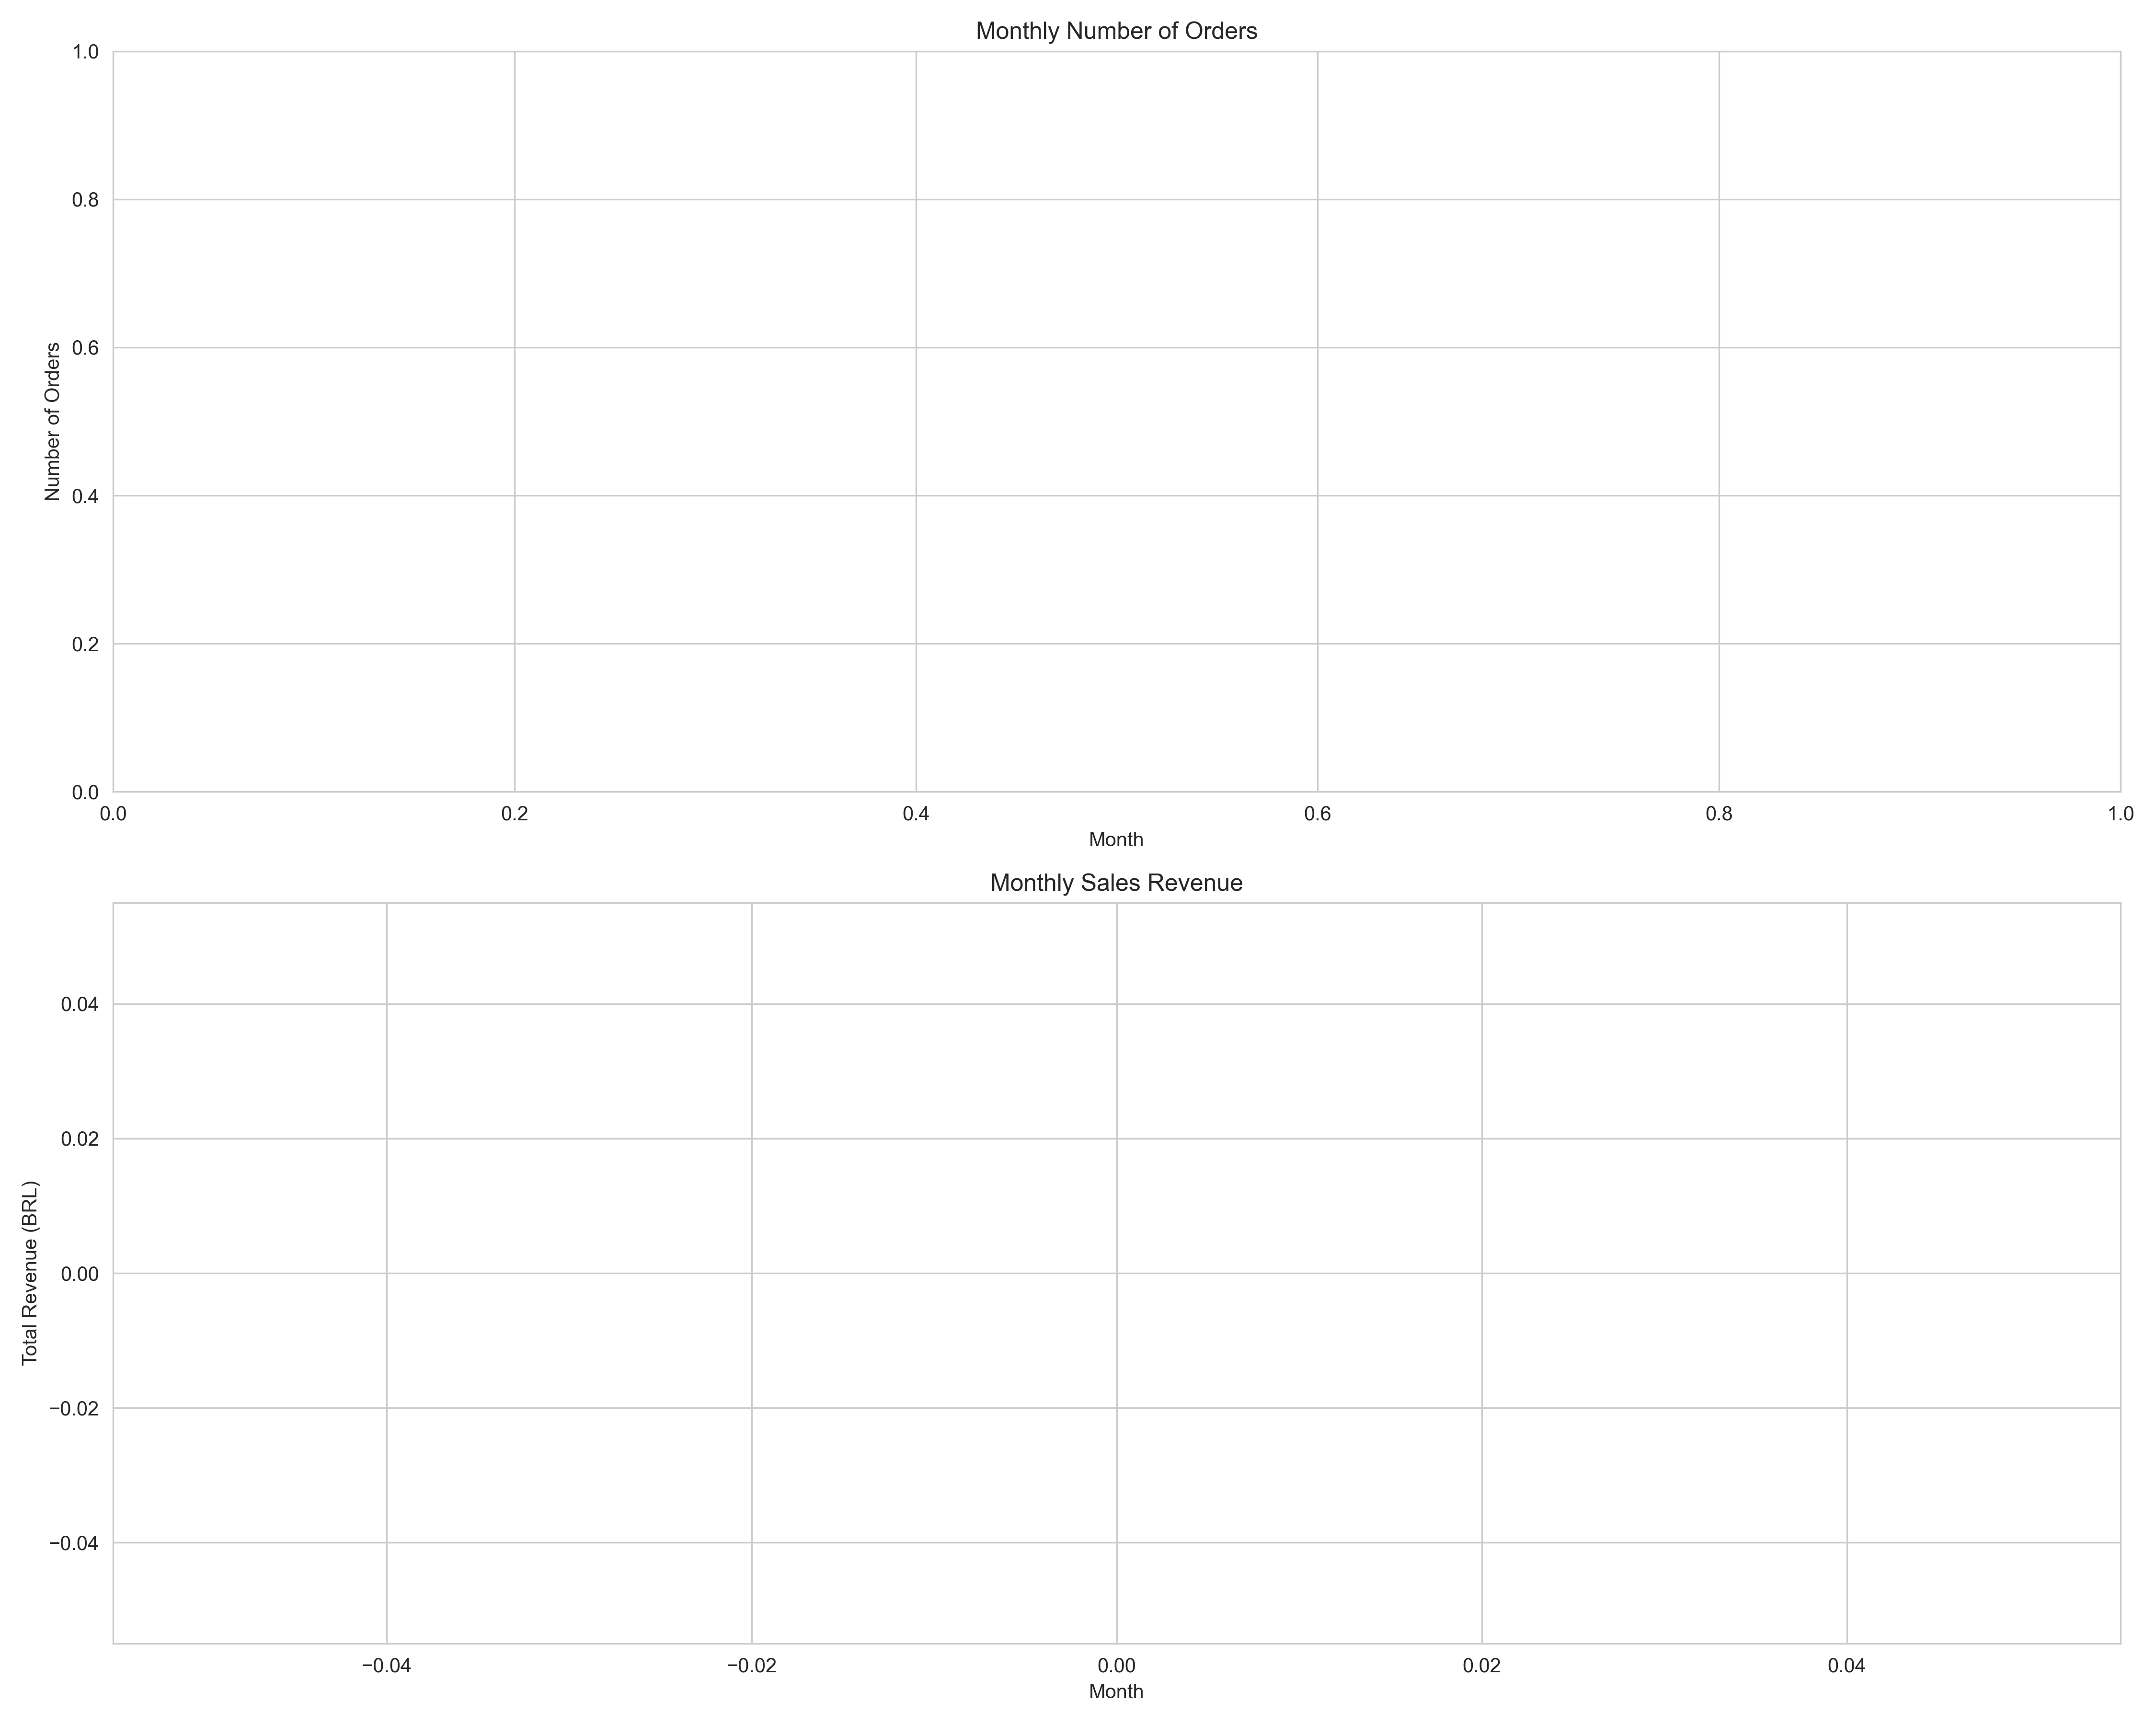 Monthly Number of Orders
1.0
0.8
0.6
0.4
0.2
0.0
Number of Orders
0.0 0.2 0.4 0.6 0.8 1.0
Month
Monthly Sales Revenue
0.04
0.02
0.00
−0.02
−0.04
Total Revenue (BRL)
−0.04 −0.02 0.00 0.02 0.04
Month